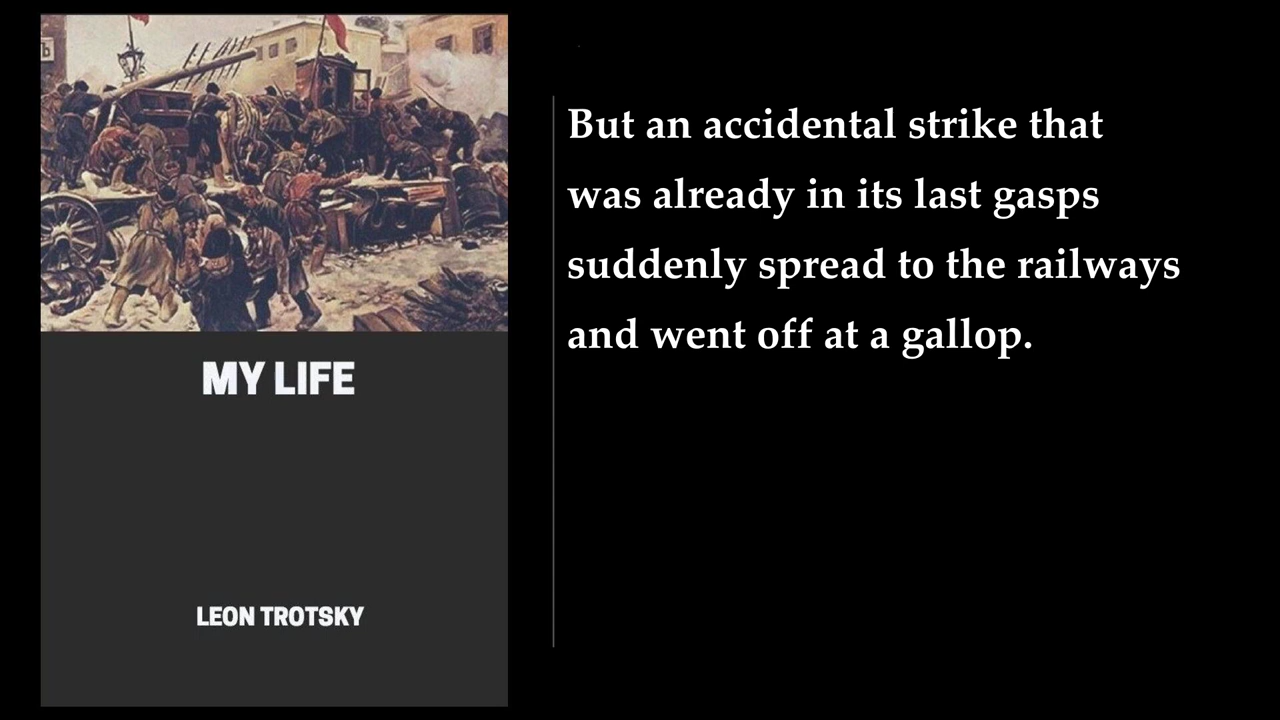 Ъ
MY LIFE
LEON TROTSKY
But an accidental strike that
was already in its last gasps
suddenly spread to the railways
and went off at a gallop.